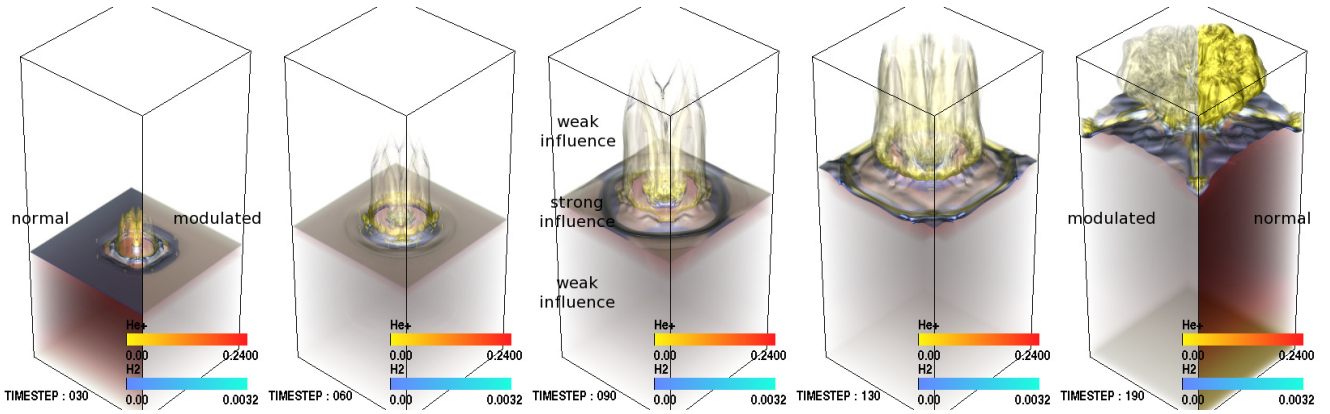 normal
modulated
He+
0.00 0.2400
H2
0.00 0.0032
TIMESTEP : 030
He+
0.00 0.2400
H2
0.00 0.0032
TIMESTEP : 060
weak
influence
strong
influence
weak
influence
He+
0.00 0.2400
H2
0.00 0.0032
TIMESTEP : 090
He+
0.00 0.2400
H2
0.00 0.0032
TIMESTEP : 130
modulated
normal
He+
0.00 0.2400
H2
0.00 0.0032
TIMESTEP : 190